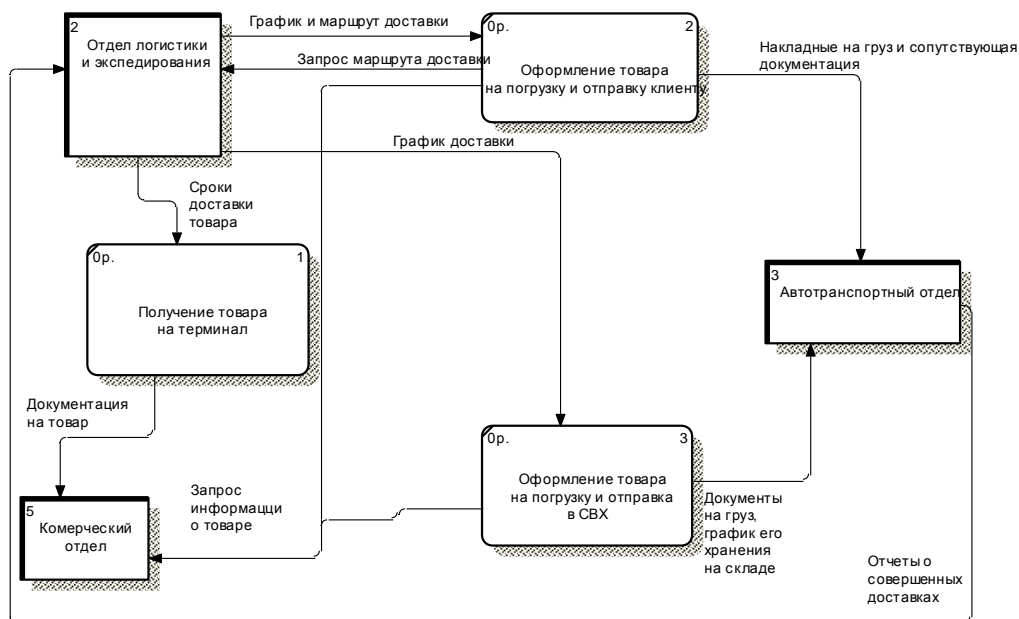 График и маршрут доставки
2
Отдел логистики
и экспедирования
Запрос маршрута доставки
0р.
2
Оформление товара
на погрузку и отправку клиенту
Накладные на груз и сопутствующая
документация
График доставки
Сроки
доставки
товара
0р.
1
Получение товара
на терминал
3
Автотранспортный отдел
Документация
на товар
0р.
3
Оформление товара
на погрузку и отправка
в СВХ
Запрос
информацци
о товаре
5
Комерческий
отдел
Документы
на груз,
график его
хранения
на складе
Отчеты о
совершенных
доставках